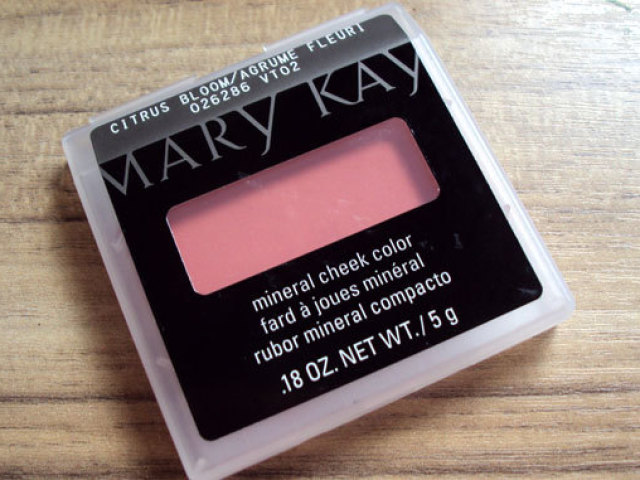 CITRUS BLOOM/AGRUME FLEURI
026286 VT02
MARY KAY
mineral cheek color
fard à joues minéral
rubor mineral compacto
.18 OZ. NET WT./5 g